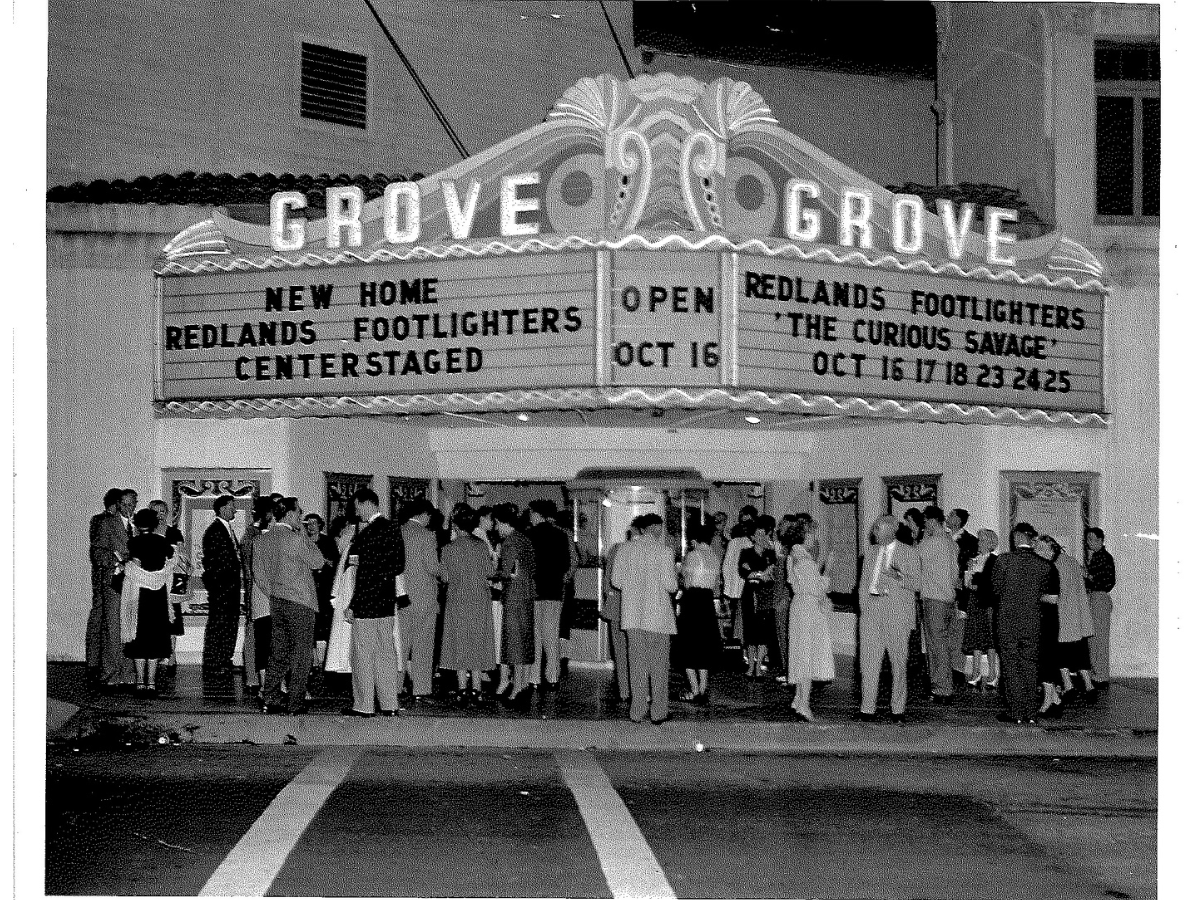 GROVE
GROVE
NEW HOME
REDLANDS FOOTLIGHTERS
CENTERSTAGED
OPEN
OCT 16
REDLANDS FOOTLIGHTERS
'THE CURIOUS SAVAGE'
OCT 16 17 18 23 24 25